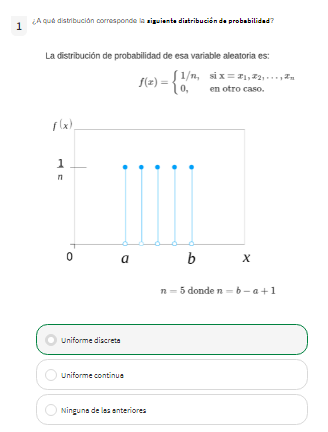 1
¿A qué distribución corresponde la siguiente distribución de probabilidad?
La distribución de probabilidad de esa variable aleatoria es:
f(x) = { 1/n, si x = x₁, x₂, . . . , xₙ
0, en otro caso.
f(x)
1
n
0 a b x
n = 5 donde n = b − a + 1
Uniforme discreta
Uniforme continua
Ninguna de las anteriores